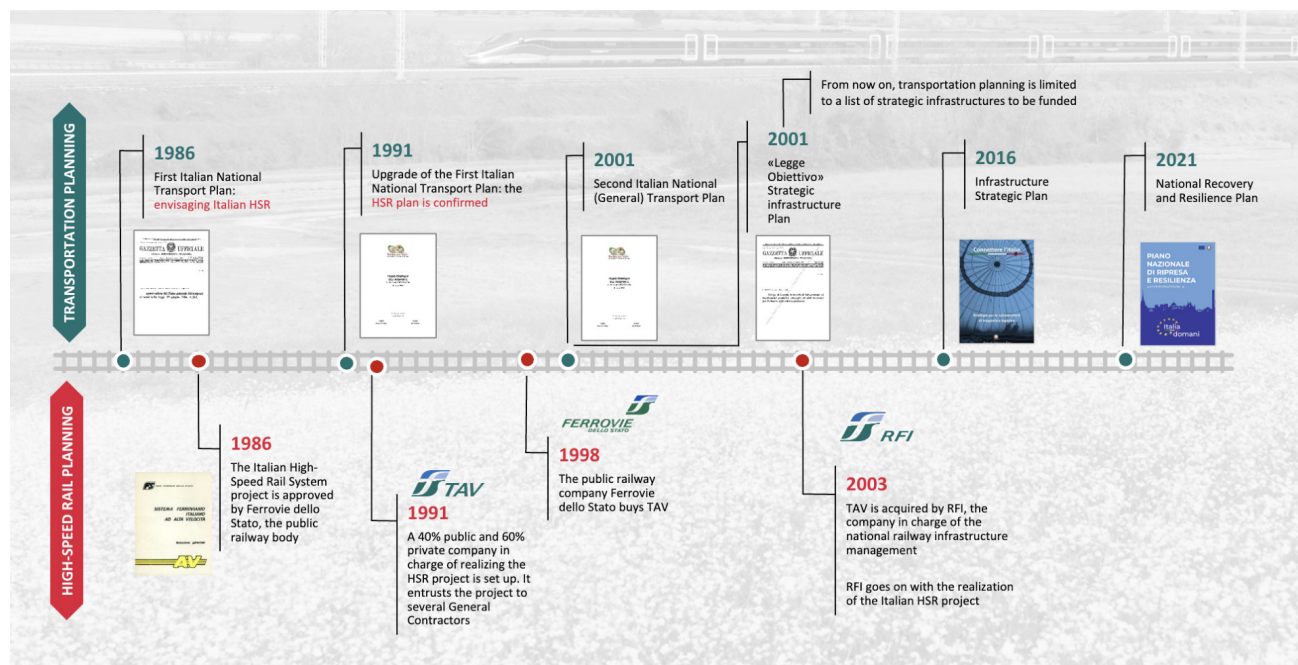 From now on, transportation planning is limited
to a list of strategic infrastructures to be funded
TRANSPORTATION PLANNING
1986
First Italian National
Transport Plan:
envisaging Italian HSR
1991
Upgrade of the First Italian
National Transport Plan: the
HSR plan is confirmed
2001
Second Italian National
(General) Transport Plan
2001
«Legge
Obiettivo»
Strategic
infrastructure
Plan
2016
Infrastructure
Strategic Plan
2021
National Recovery
and Resilience Plan
GAZZETTA UFFICIALE
GAZZETTA UFFICIALE
Connettere l'Italia
PIANO
NAZIONALE
DI RIPRESA
E RESILIENZA
Italia
domani
HIGH-SPEED RAIL PLANNING
FS
SISTEMA FERROVIARIO
ITALIANO
AD ALTA VELOCITÀ
AV
1986
The Italian High-
Speed Rail System
project is approved
by Ferrovie dello
Stato, the public
railway body
TAV
1991
A 40% public and 60%
private company in
charge of realizing the
HSR project is set up. It
entrusts the project to
several General
Contractors
FERROVIE
DELLO STATO
1998
The public railway
company Ferrovie
dello Stato buys TAV
RFI
2003
TAV is acquired by RFI, the
company in charge of the
national railway infrastructure
management
RFI goes on with the realization
of the Italian HSR project